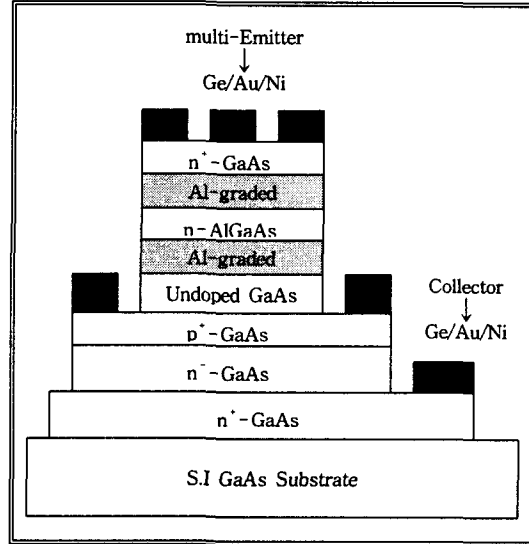 multi-Emitter
Ge/Au/Ni
n⁺-GaAs
Al-graded
n-AlGaAs
Al-graded
Undoped GaAs
Collector
Ge/Au/Ni
p⁺-GaAs
n⁻-GaAs
n⁺-GaAs
S.I GaAs Substrate